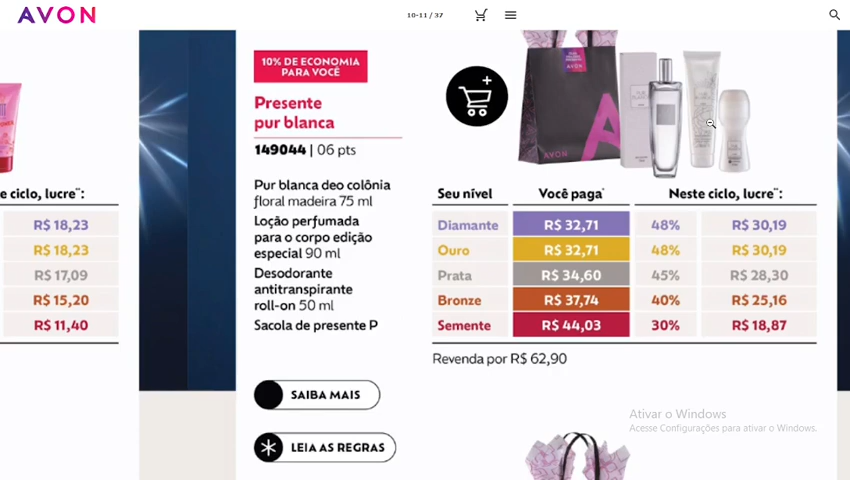 AVON
10-11 / 37
10% DE ECONOMIA
PARA VOCÊ
Presente
pur blanca
149044 | 06 pts
Pur blanca deo colônia
floral madeira 75 ml
Loção perfumada
para o corpo edição
especial 90 ml
Desodorante
antitranspirante
roll-on 50 ml
Sacola de presente P
SAIBA MAIS
LEIA AS REGRAS
e ciclo, lucre**:
R$ 18,23
R$ 18,23
R$ 17,09
R$ 15,20
R$ 11,40
AVON
Seu nível Você paga* Neste ciclo, lucre**:
Diamante R$ 32,71 48% R$ 30,19
Ouro R$ 32,71 48% R$ 30,19
Prata R$ 34,60 45% R$ 28,30
Bronze R$ 37,74 40% R$ 25,16
Semente R$ 44,03 30% R$ 18,87
Revenda por R$ 62,90
Ativar o Windows
Acesse Configurações para ativar o Windows.